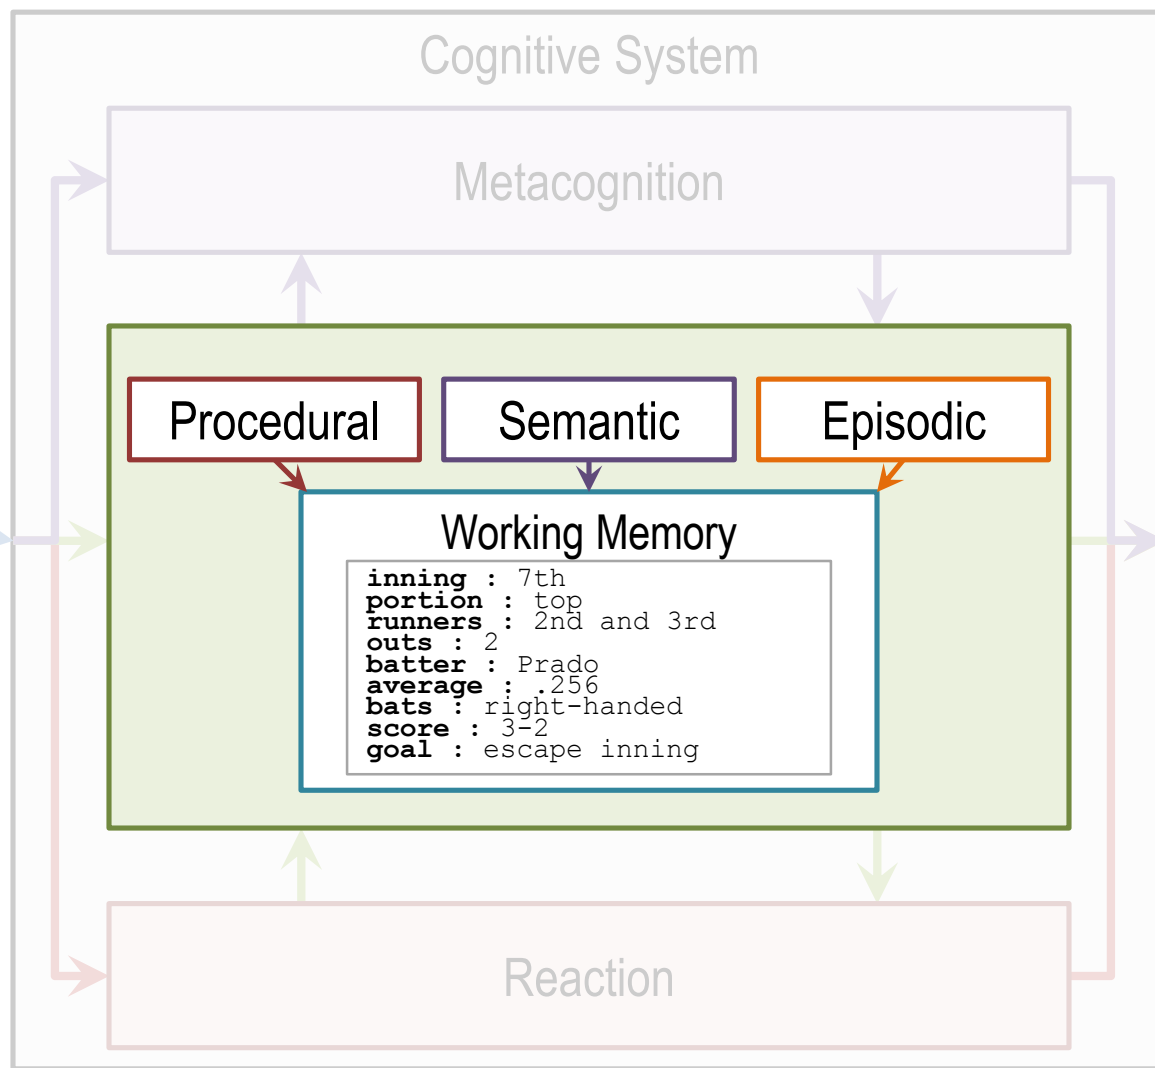 Cognitive System
Metacognition
Procedural
Semantic
Episodic
Working Memory
inning : 7th
portion : top
runners : 2nd and 3rd
outs : 2
batter : Prado
average : .256
bats : right-handed
score : 3-2
goal : escape inning
Reaction